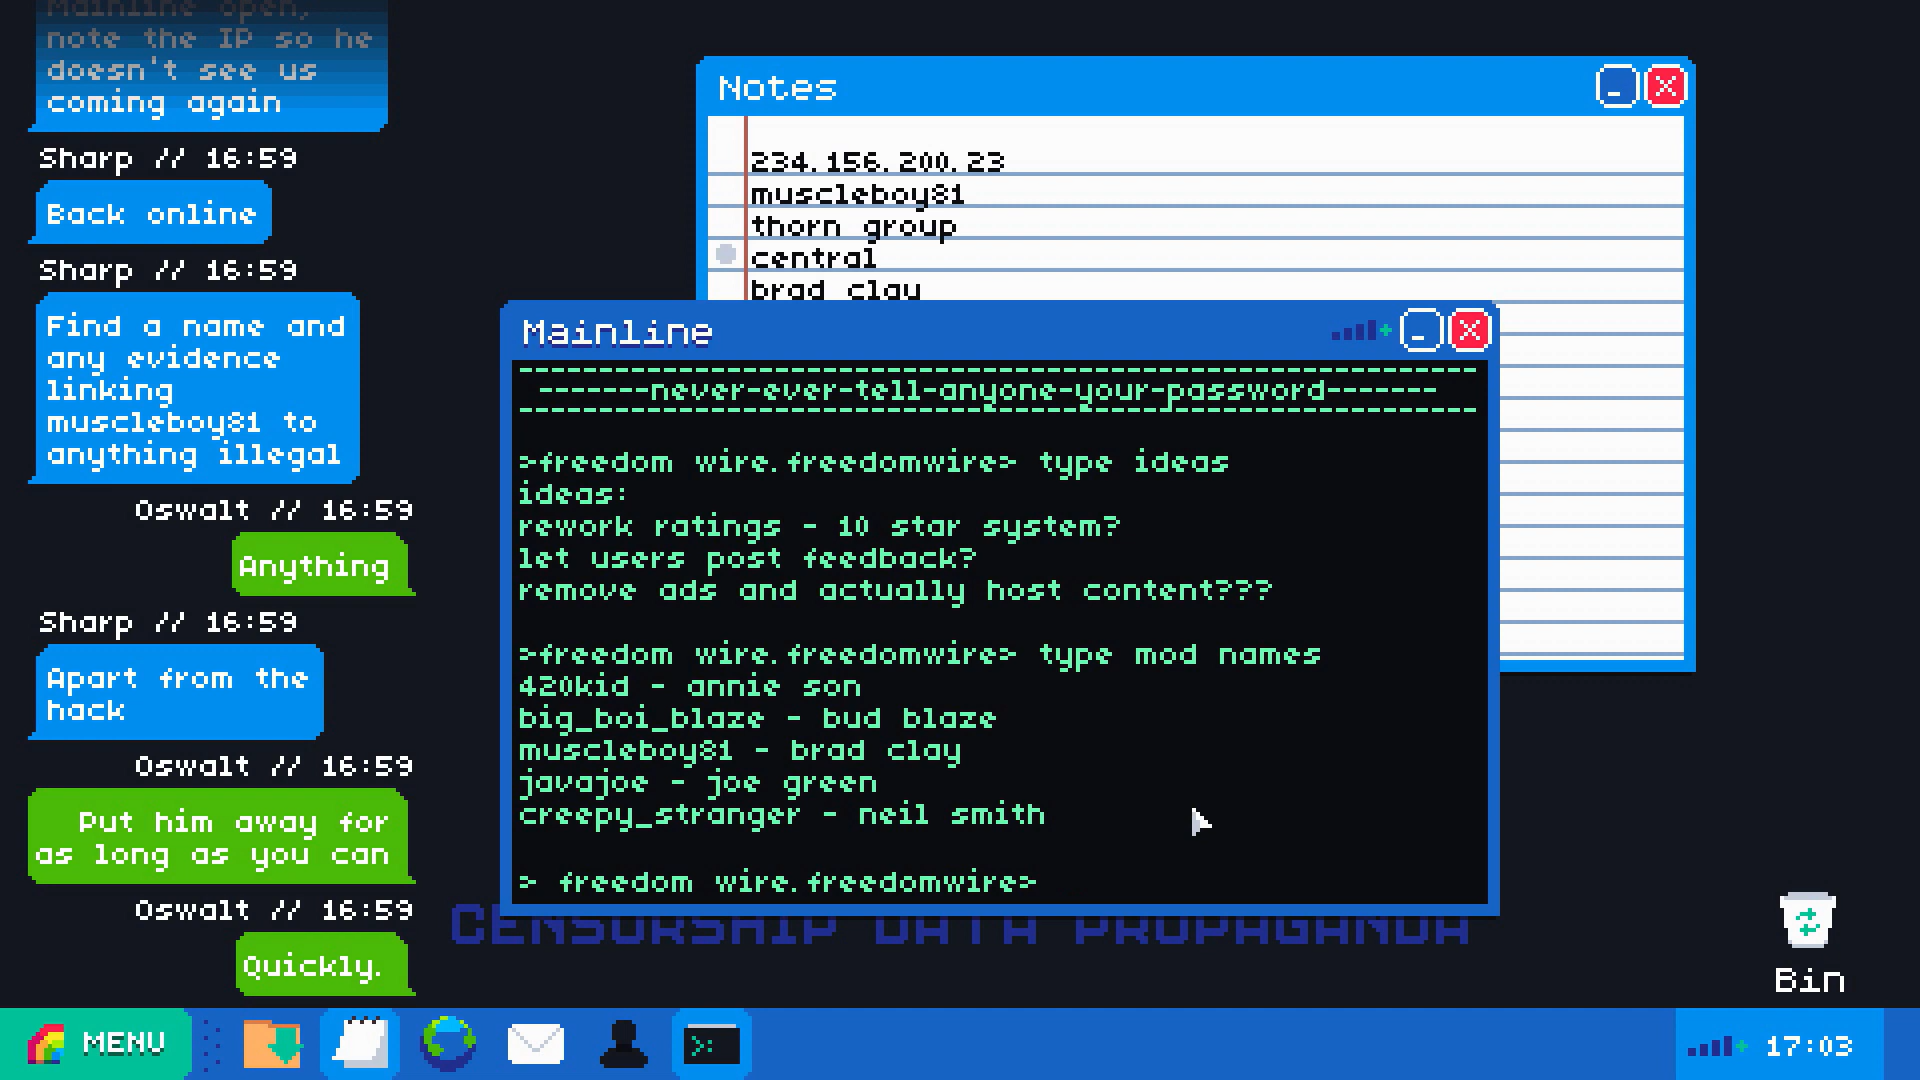 Mainline open,
note the IP so he
doesn't see us
coming again
Sharp // 16:59
Back online
Sharp // 16:59
Find a name and
any evidence
linking
muscleboy81 to
anything illegal
Oswalt // 16:59
Anything
Sharp // 16:59
Apart from the
hack
Oswalt // 16:59
Put him away for
as long as you can
Oswalt // 16:59
Quickly.
Notes
234.156.200.23
muscleboy81
thorn group
central
brad clay
Mainline
-------never-ever-tell-anyone-your-password-------
>freedom wire.freedomwire> type ideas
ideas:
rework ratings - 10 star system?
let users post feedback?
remove ads and actually host content???
>freedom wire.freedomwire> type mod names
420kid - annie son
big_boi_blaze - bud blaze
muscleboy81 - brad clay
javajoe - joe green
creepy_stranger - neil smith
> freedom wire.freedomwire>
CENSORSHIP DATA PROPAGANDA
Bin
MENU
17:03